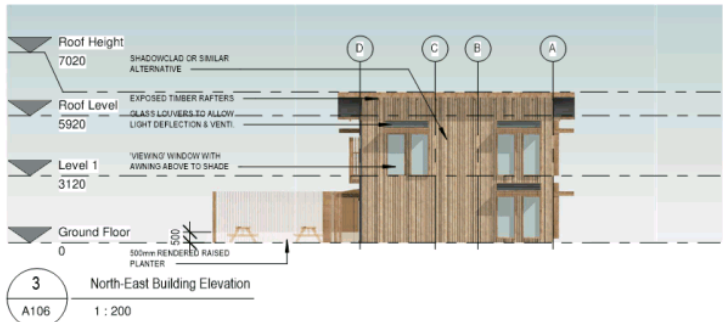 Roof Height
7020
D
C
B
A
SHADOWCLAD OR SIMILAR
ALTERNATIVE
Roof Level
5920
EXPOSED TIMBER RAFTERS
GLASS LOUVERS TO ALLOW
LIGHT DEFLECTION & VENTI.
Level 1
3120
'VIEWING' WINDOW WITH
AWNING ABOVE TO SHADE
Ground Floor
0
500
500mm RENDERED RAISED
PLANTER
3
North-East Building Elevation
A106
1 : 200